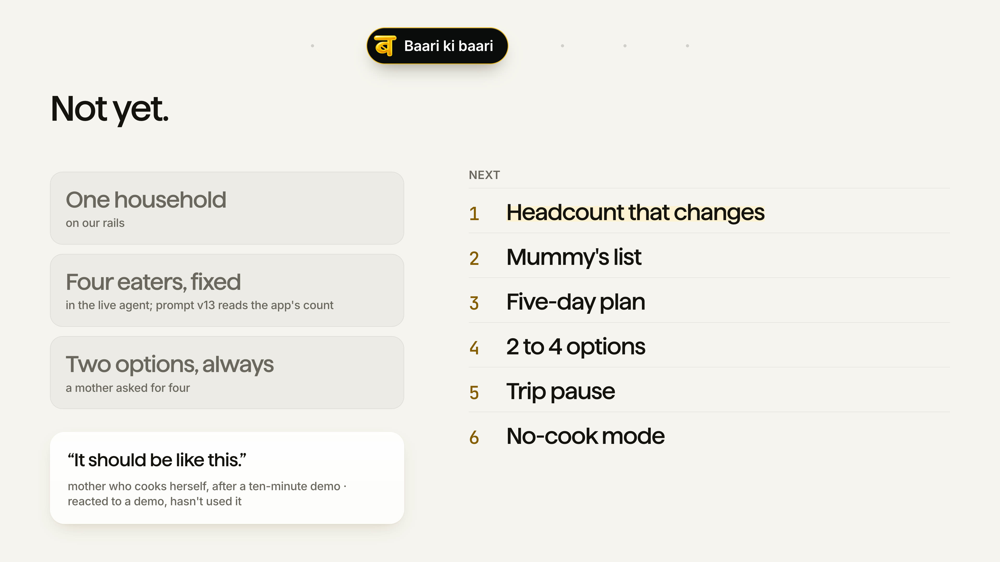 ब Baari ki baari
Not yet.
One household
on our rails
Four eaters, fixed
in the live agent; prompt v13 reads the app's count
Two options, always
a mother asked for four
“It should be like this.”
mother who cooks herself, after a ten-minute demo ·
reacted to a demo, hasn't used it
NEXT
1 Headcount that changes
2 Mummy's list
3 Five-day plan
4 2 to 4 options
5 Trip pause
6 No-cook mode